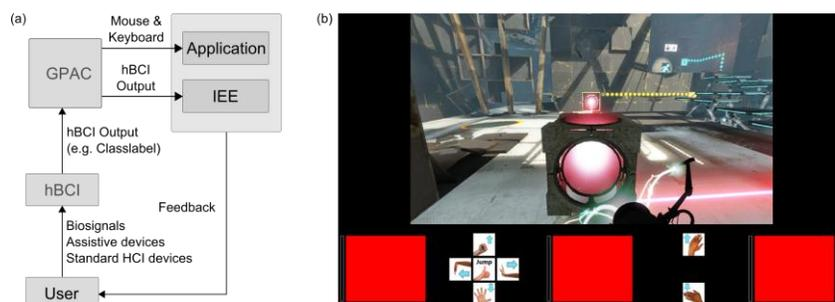 (a)
Mouse &
Keyboard
Application
GPAC
hBCI
Output
IEE
hBCI Output
(e.g. Classlabel)
hBCI
Feedback
Biosignals
Assistive devices
Standard HCI devices
User
(b)
Jump